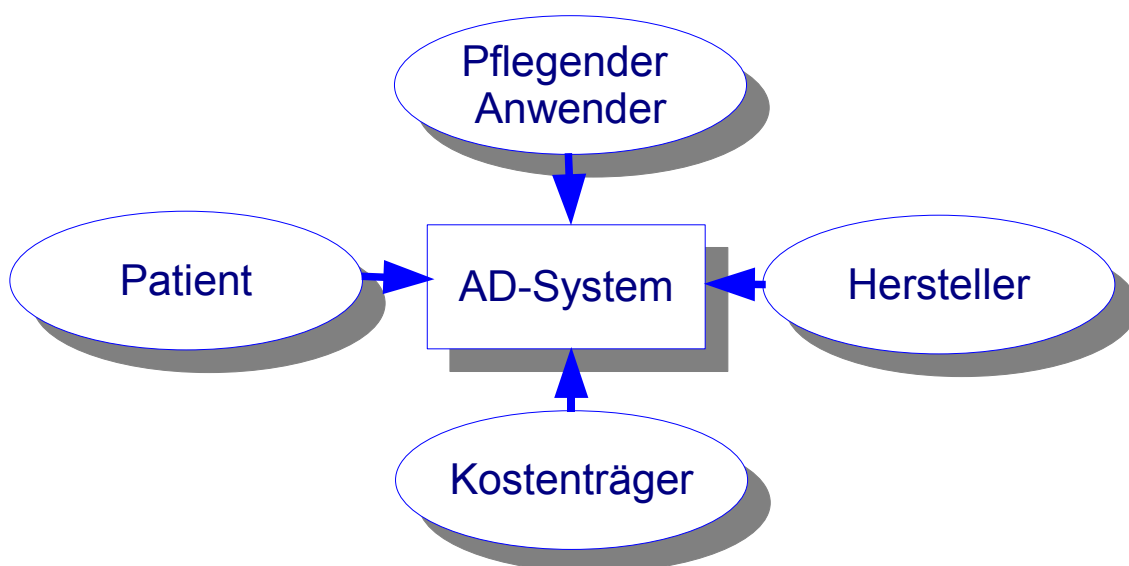 Pflegender
Anwender
Patient
AD-System
Hersteller
Kostenträger